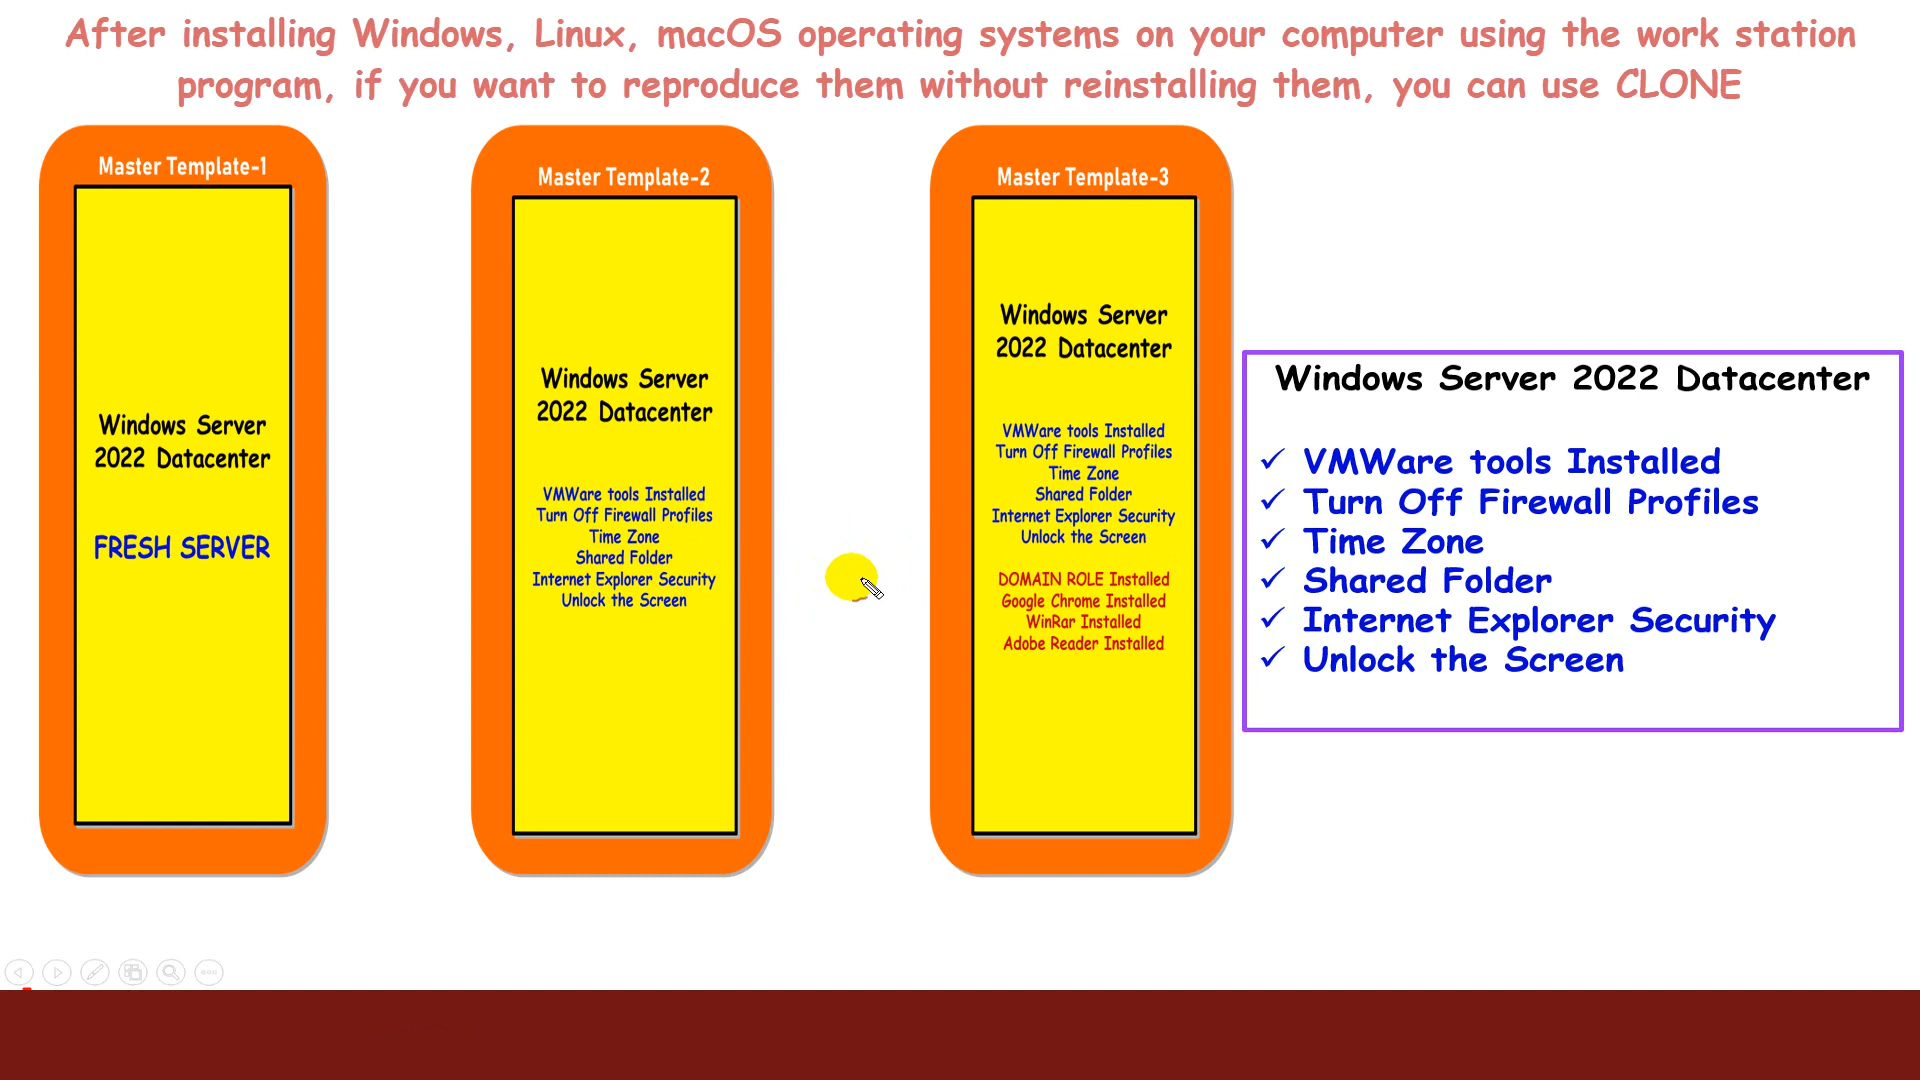 After installing Windows, Linux, macOS operating systems on your computer using the work station
program, if you want to reproduce them without reinstalling them, you can use CLONE
Master Template-1
Windows Server
2022 Datacenter
FRESH SERVER
Master Template-2
Windows Server
2022 Datacenter
VMWare tools Installed
Turn Off Firewall Profiles
Time Zone
Shared Folder
Internet Explorer Security
Unlock the Screen
Master Template-3
Windows Server
2022 Datacenter
VMWare tools Installed
Turn Off Firewall Profiles
Time Zone
Shared Folder
Internet Explorer Security
Unlock the Screen
DOMAIN ROLE Installed
Google Chrome Installed
WinRar Installed
Adobe Reader Installed
Windows Server 2022 Datacenter
✓ VMWare tools Installed
✓ Turn Off Firewall Profiles
✓ Time Zone
✓ Shared Folder
✓ Internet Explorer Security
✓ Unlock the Screen